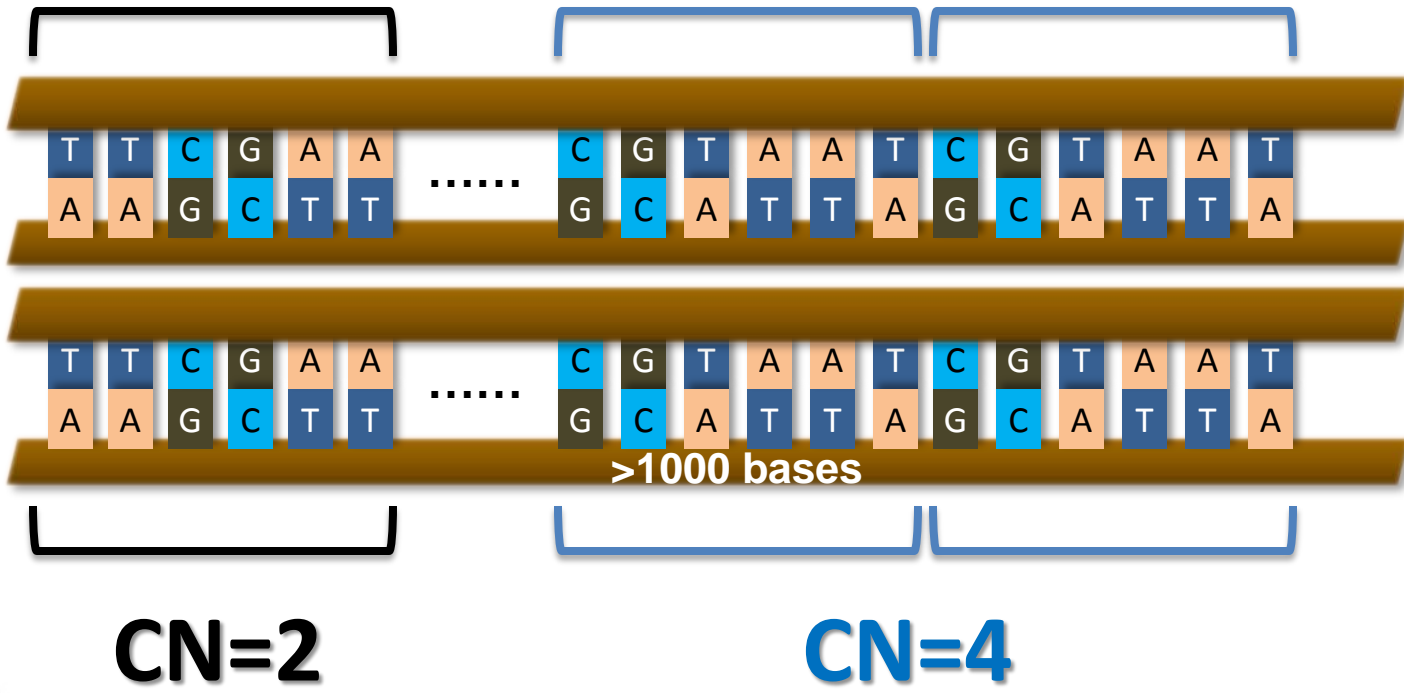 T T C G A A ...... C G T A A T C G T A A T
A A G C T T G C A T T A G C A T T A
T T C G A A ...... C G T A A T C G T A A T
A A G C T T G C A T T A G C A T T A
>1000 bases
CN=2 CN=4